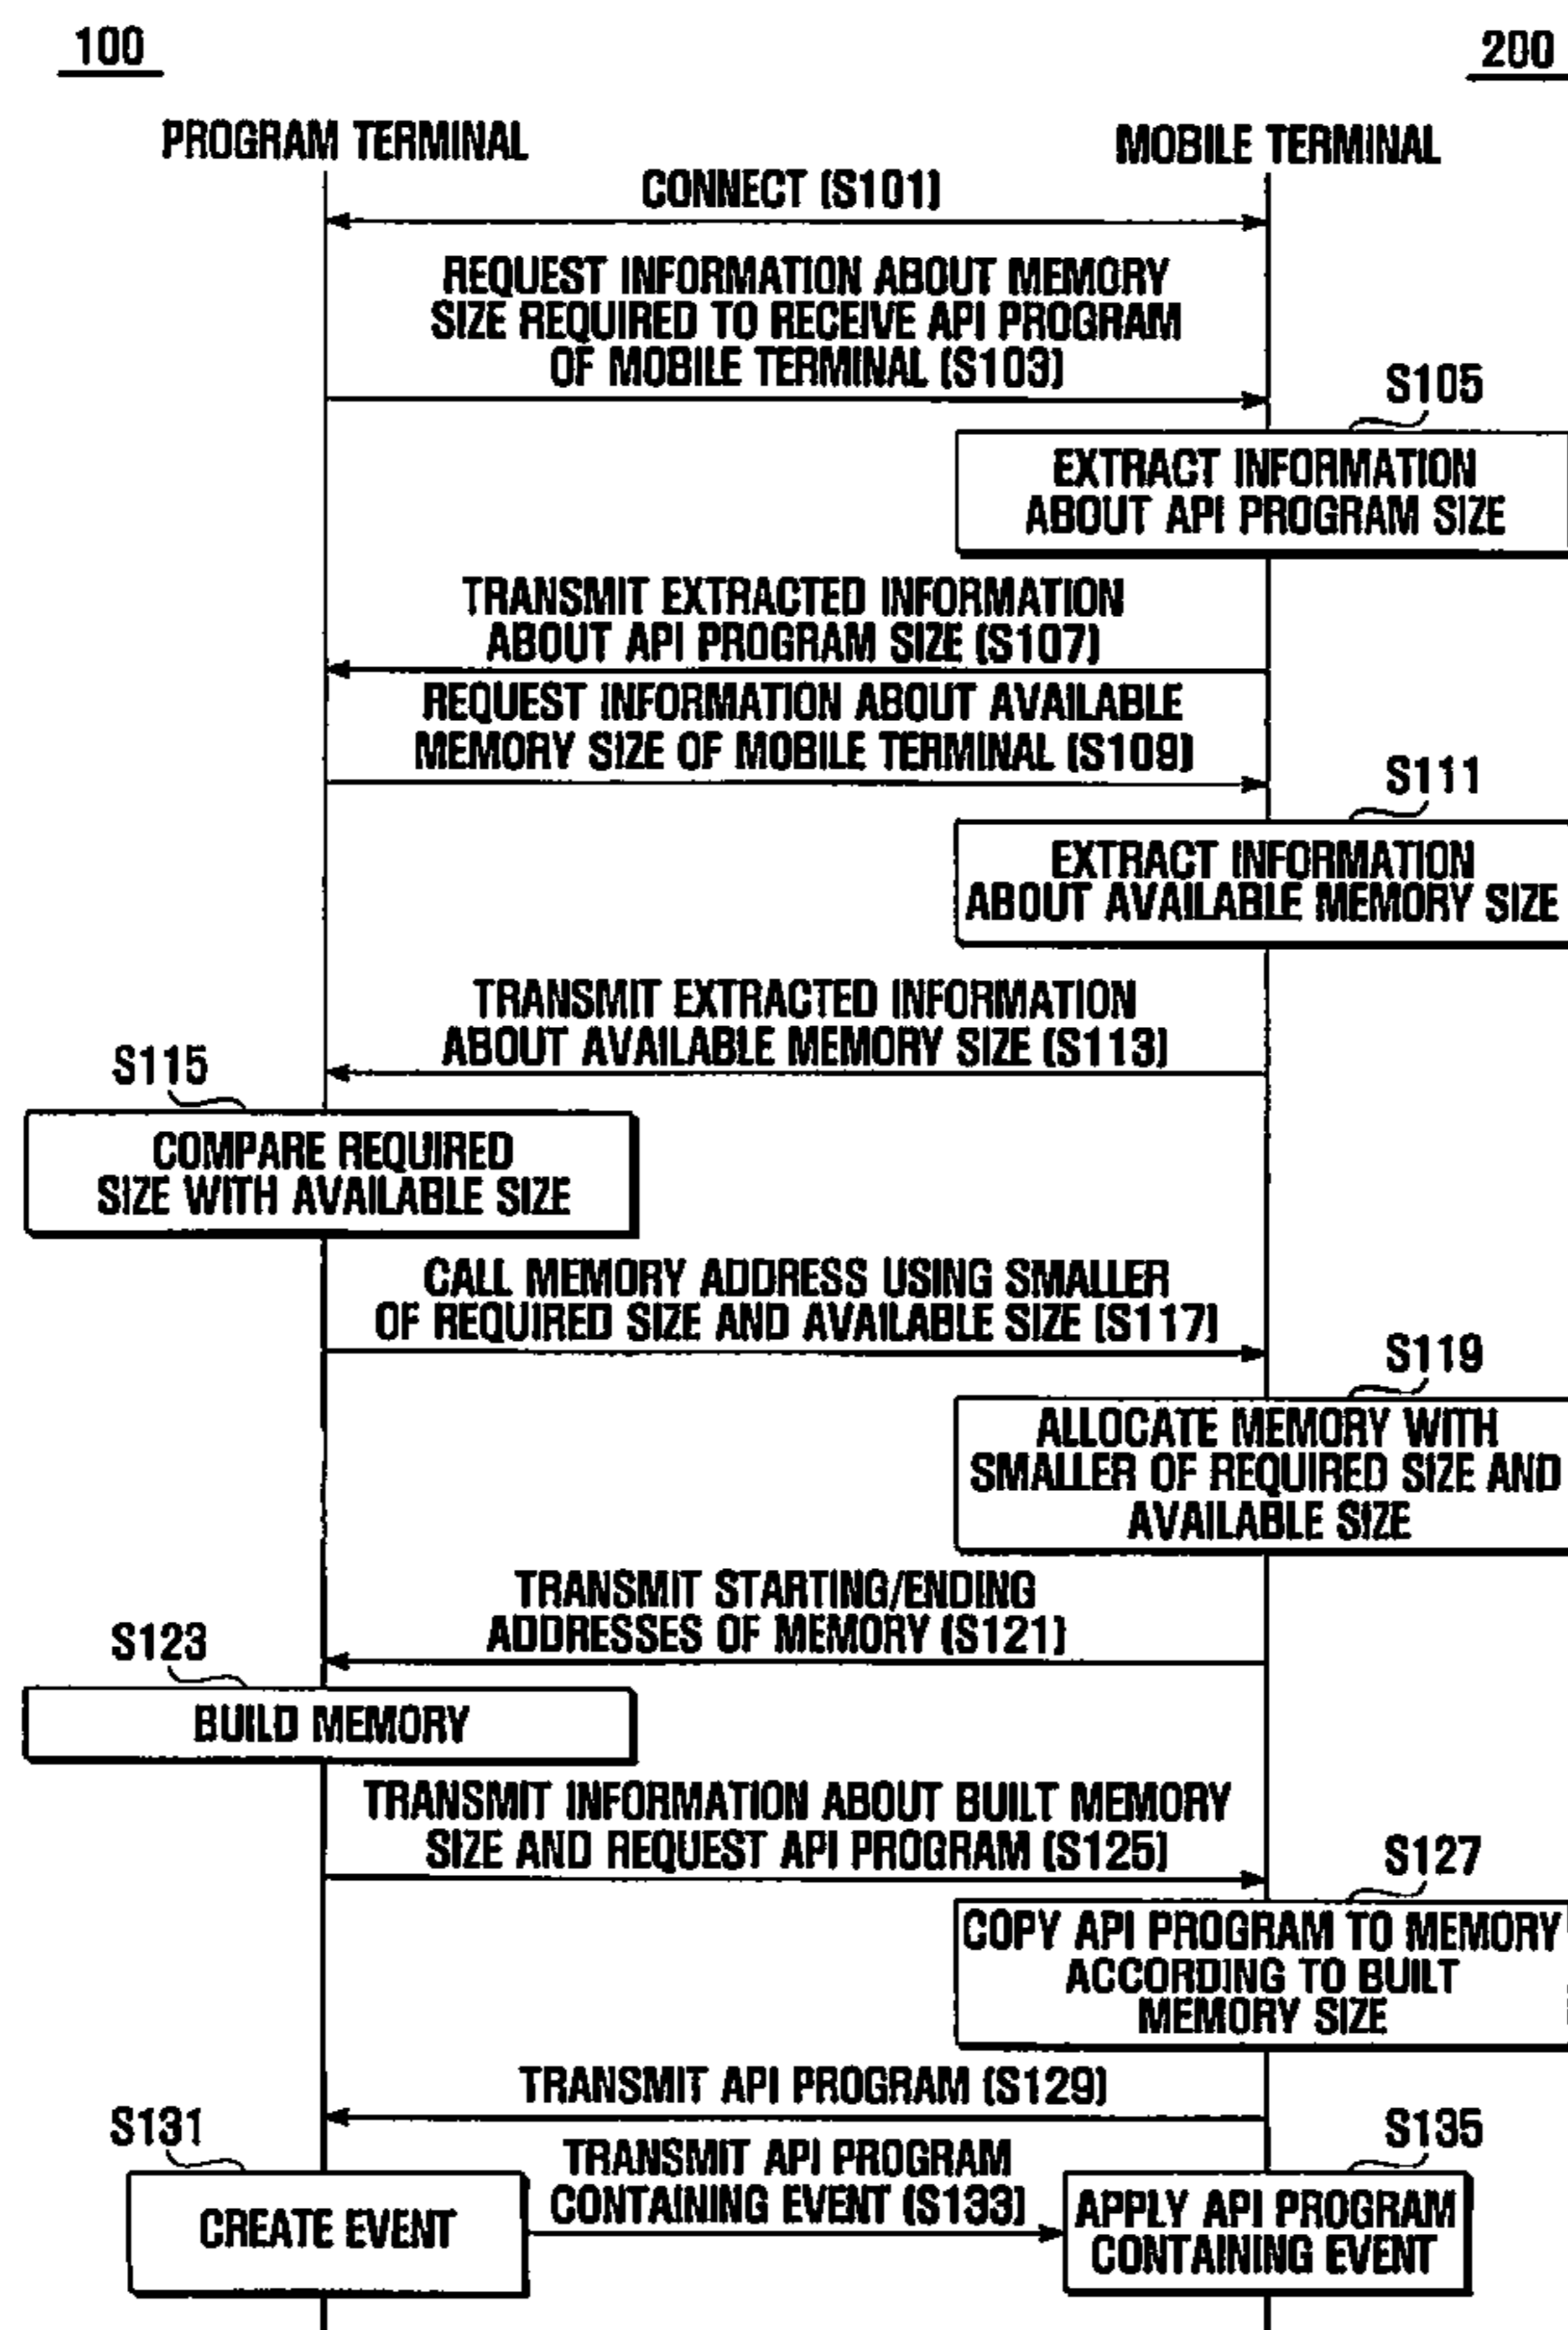 100
200
PROGRAM TERMINAL
MOBILE TERMINAL
CONNECT (S101)
REQUEST INFORMATION ABOUT MEMORY
SIZE REQUIRED TO RECEIVE API PROGRAM
OF MOBILE TERMINAL (S103)
S105
EXTRACT INFORMATION
ABOUT API PROGRAM SIZE
TRANSMIT EXTRACTED INFORMATION
ABOUT API PROGRAM SIZE (S107)
REQUEST INFORMATION ABOUT AVAILABLE
MEMORY SIZE OF MOBILE TERMINAL (S109)
S111
EXTRACT INFORMATION
ABOUT AVAILABLE MEMORY SIZE
TRANSMIT EXTRACTED INFORMATION
ABOUT AVAILABLE MEMORY SIZE (S113)
S115
COMPARE REQUIRED
SIZE WITH AVAILABLE SIZE
CALL MEMORY ADDRESS USING SMALLER
OF REQUIRED SIZE AND AVAILABLE SIZE (S117)
S119
ALLOCATE MEMORY WITH
SMALLER OF REQUIRED SIZE AND
AVAILABLE SIZE
TRANSMIT STARTING/ENDING
ADDRESSES OF MEMORY (S121)
S123
BUILD MEMORY
TRANSMIT INFORMATION ABOUT BUILT MEMORY
SIZE AND REQUEST API PROGRAM (S125)
S127
COPY API PROGRAM TO MEMORY
ACCORDING TO BUILT
MEMORY SIZE
TRANSMIT API PROGRAM (S129)
S131
CREATE EVENT
TRANSMIT API PROGRAM
CONTAINING EVENT (S133)
S135
APPLY API PROGRAM
CONTAINING EVENT